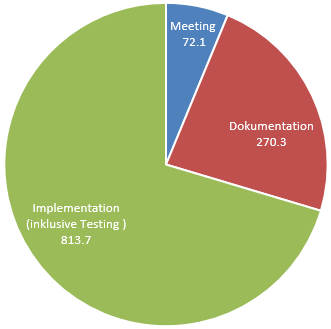 Meeting
72.1
Dokumentation
270.3
Implementation
(inklusive Testing )
813.7